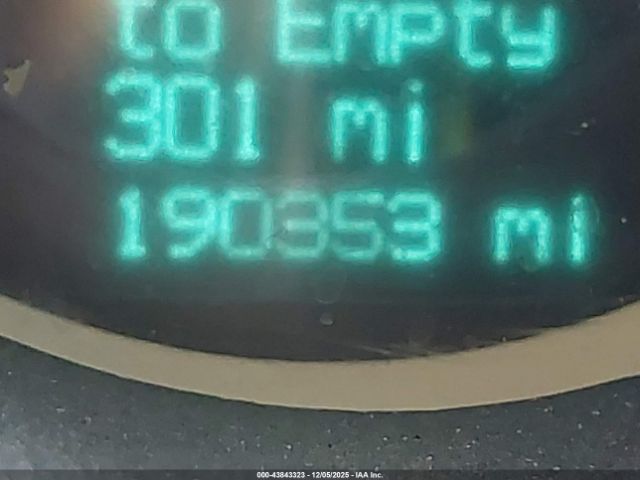 to Empty
301 mi
190353 mi
000-43843323 - 12/05/2025 - IAA Inc.